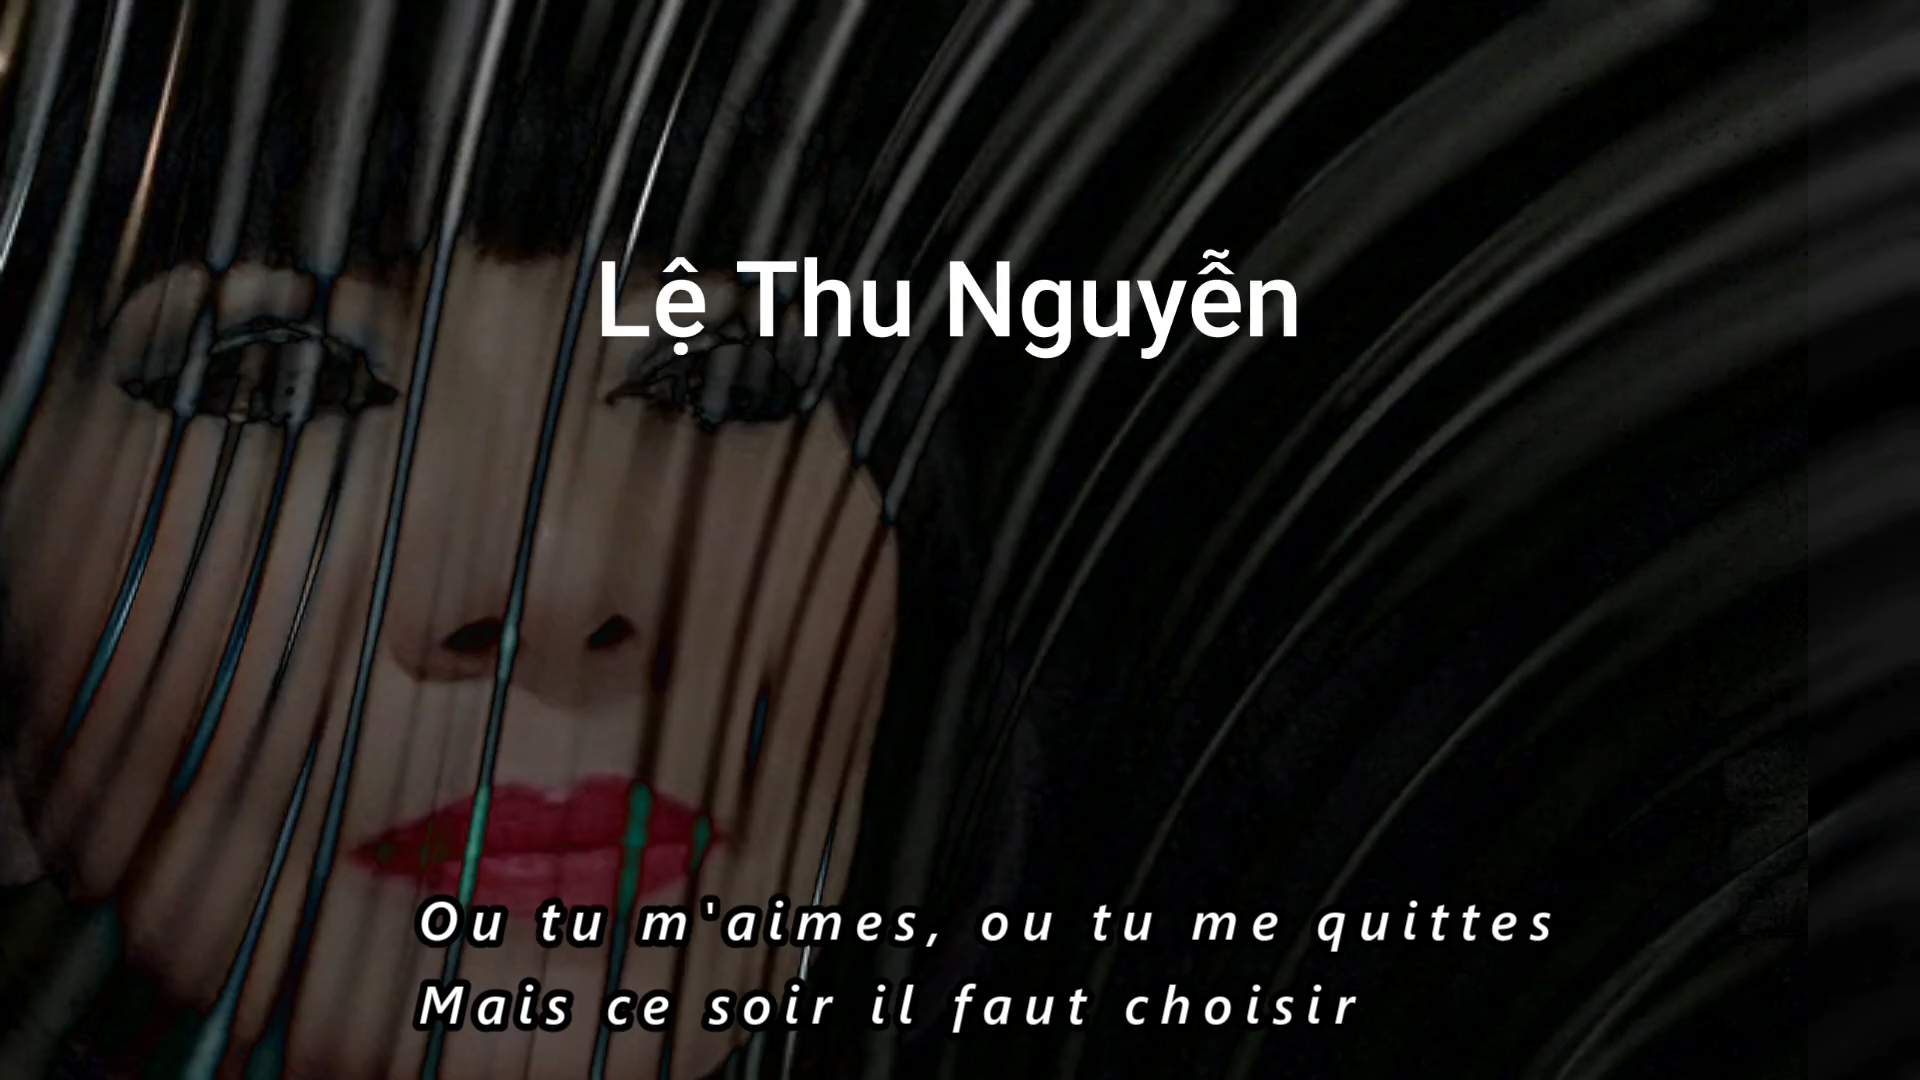 Lệ Thu Nguyễn
Ou tu m'aimes, ou tu me quittes
Mais ce soir il faut choisir